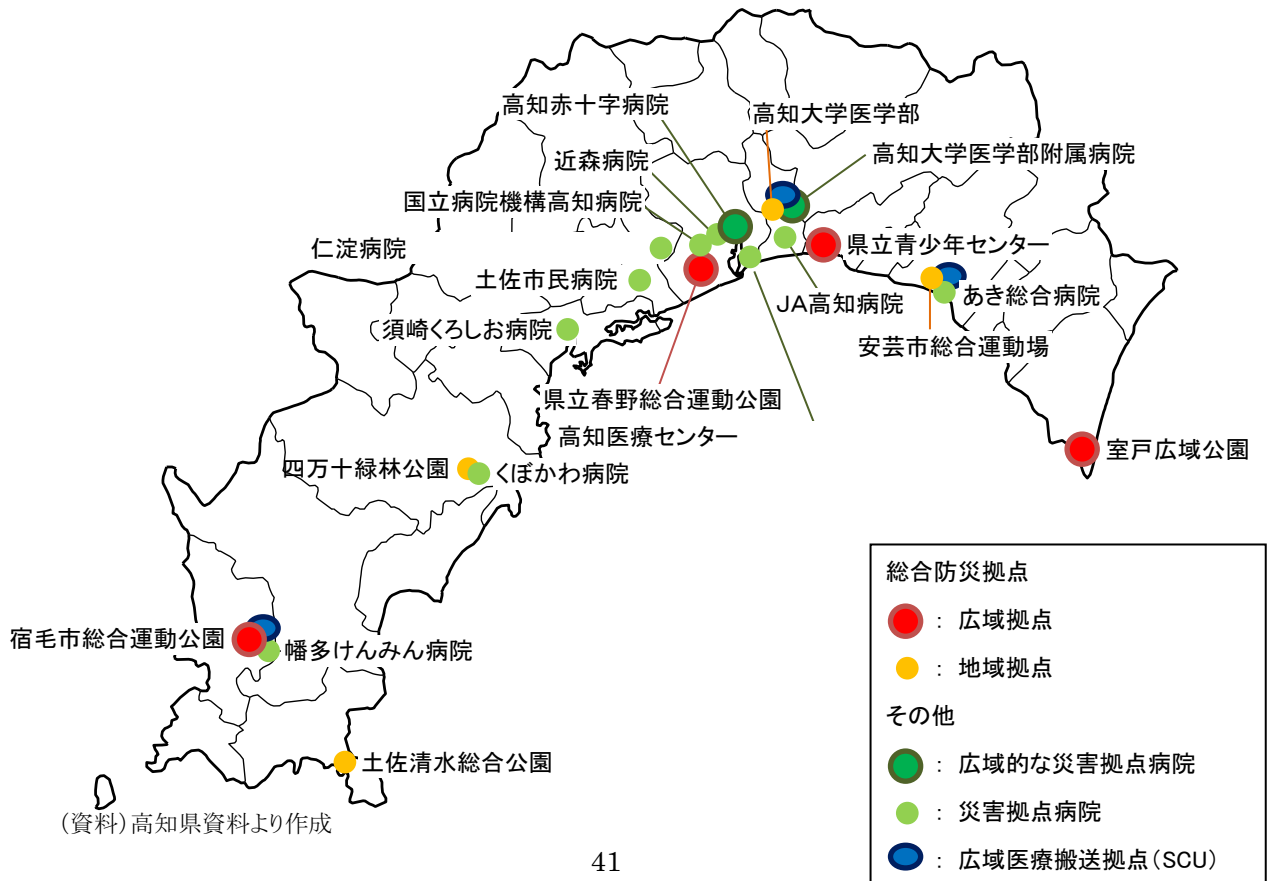 高知赤十字病院
高知大学医学部
近森病院
高知大学医学部附属病院
国立病院機構高知病院
仁淀病院
県立青少年センター
土佐市民病院
JA高知病院
あき総合病院
須崎くろしお病院
安芸市総合運動場
県立春野総合運動公園
高知医療センター
室戸広域公園
四万十緑林公園
くぼかわ病院
宿毛市総合運動公園
幡多けんみん病院
土佐清水総合公園
総合防災拠点
: 広域拠点
: 地域拠点
その他
: 広域的な災害拠点病院
: 災害拠点病院
: 広域医療搬送拠点(SCU)
(資料)高知県資料より作成
41